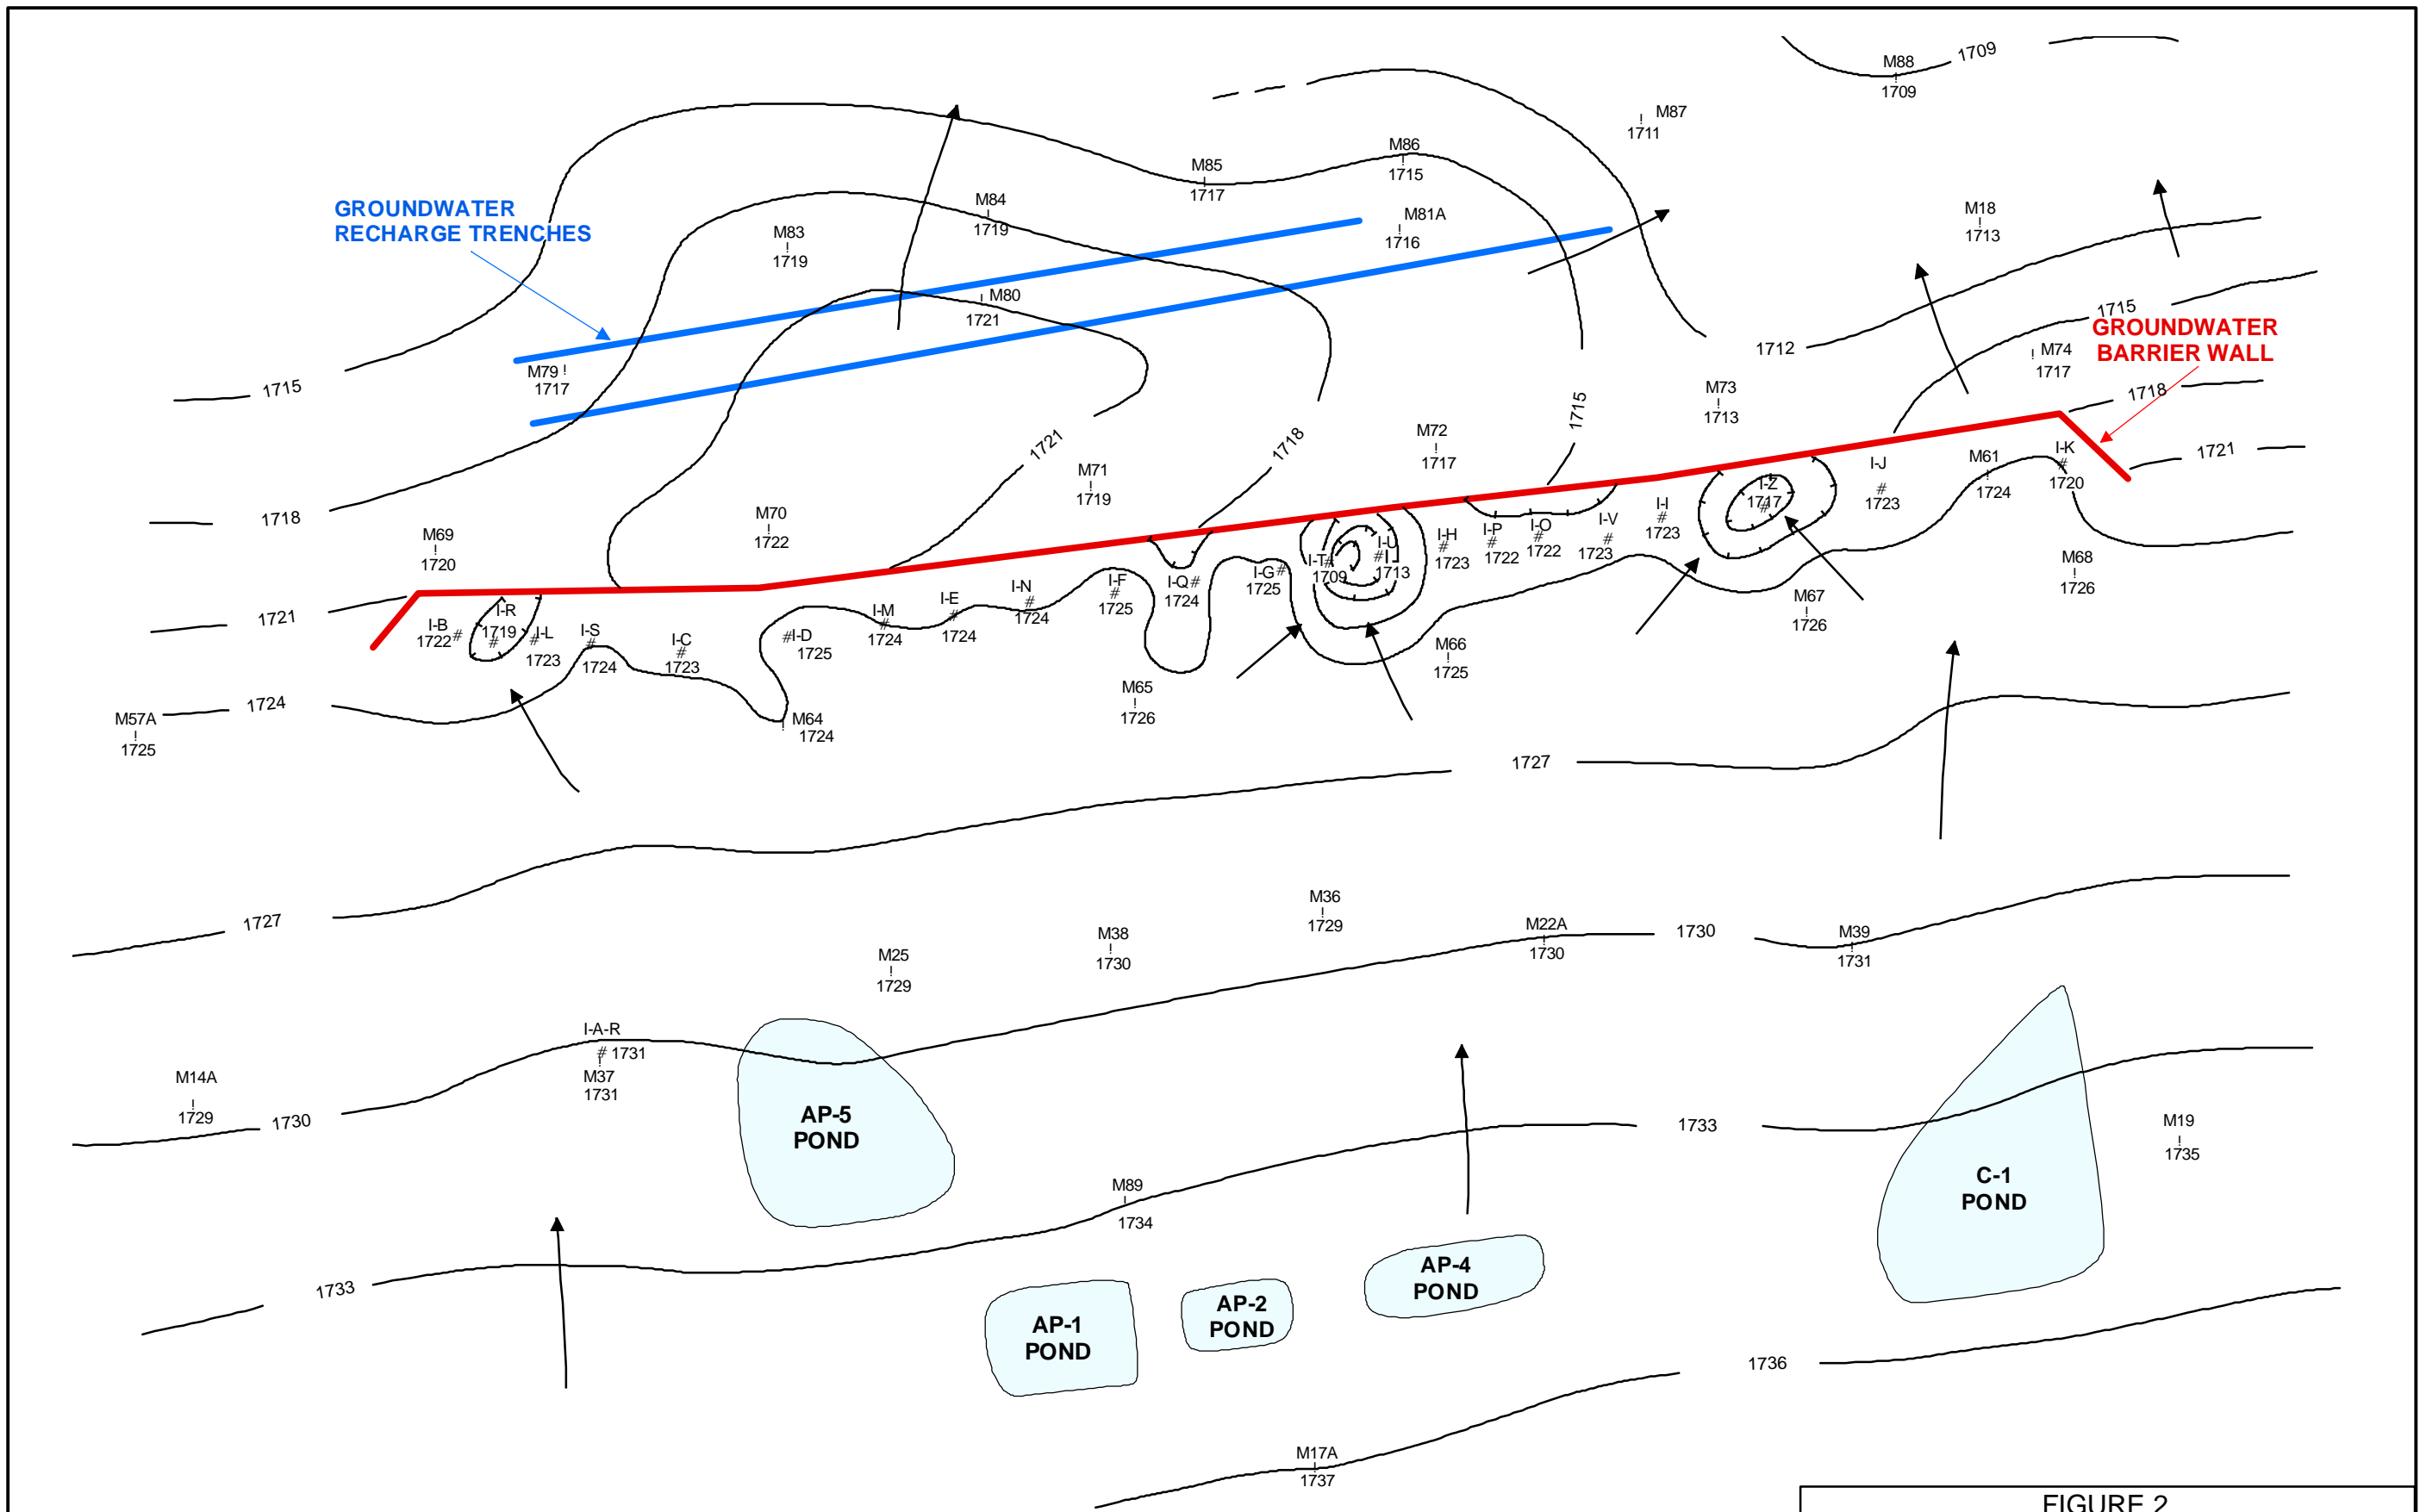 1709
M88
1709
M87
1711
M86
1715
M85
1717
GROUNDWATER
RECHARGE TRENCHES
M84
1719
M83
1719
M81A
1716
M18
1713
M80
1721
1715
GROUNDWATER
BARRIER WALL
1712
M74
1717
M79
1717
1715
1718
M73
1713
1715
1721
1718
M72
1717
M71
1719
1721
I-K
1720
M61
1724
I-J
1723
I-Z
1717
1718
M70
1722
M69
1720
I-I
1723
I-V
1723
I-O
1722
I-P
1722
I-H
1723
I-U
1713
I-T
1709
I-G
1725
I-Q
1724
I-F
1725
I-N
1724
I-E
1724
I-M
1724
I-D
1725
I-C
1723
I-S
1724
I-L
1723
I-R
1719
I-B
1722
1721
M68
1726
M67
1726
M66
1725
M65
1726
M64
1724
1724
M57A
1725
1727
1727
M36
1729
M22A
1730
1730
M39
1731
M38
1730
M25
1729
I-A-R
1731
M37
1731
M14A
1729
1730
AP-5
POND
1733
M19
1735
C-1
POND
M89
1734
1733
AP-4
POND
AP-2
POND
AP-1
POND
1736
M17A
1737
FIGURE 2